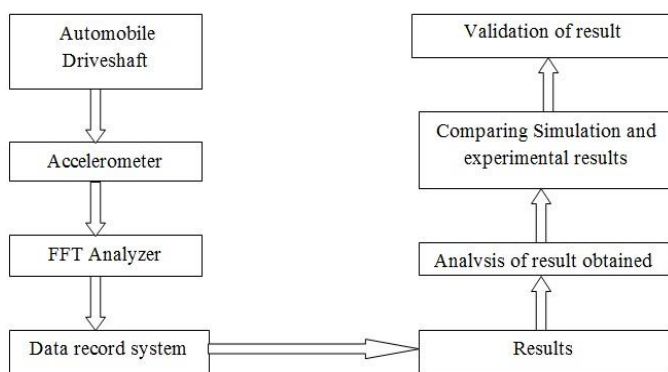 Automobile
Driveshaft
Accelerometer
FFT Analyzer
Data record system
Results
Analvsis of result obtained
Comparing Simulation and
experimental results
Validation of result